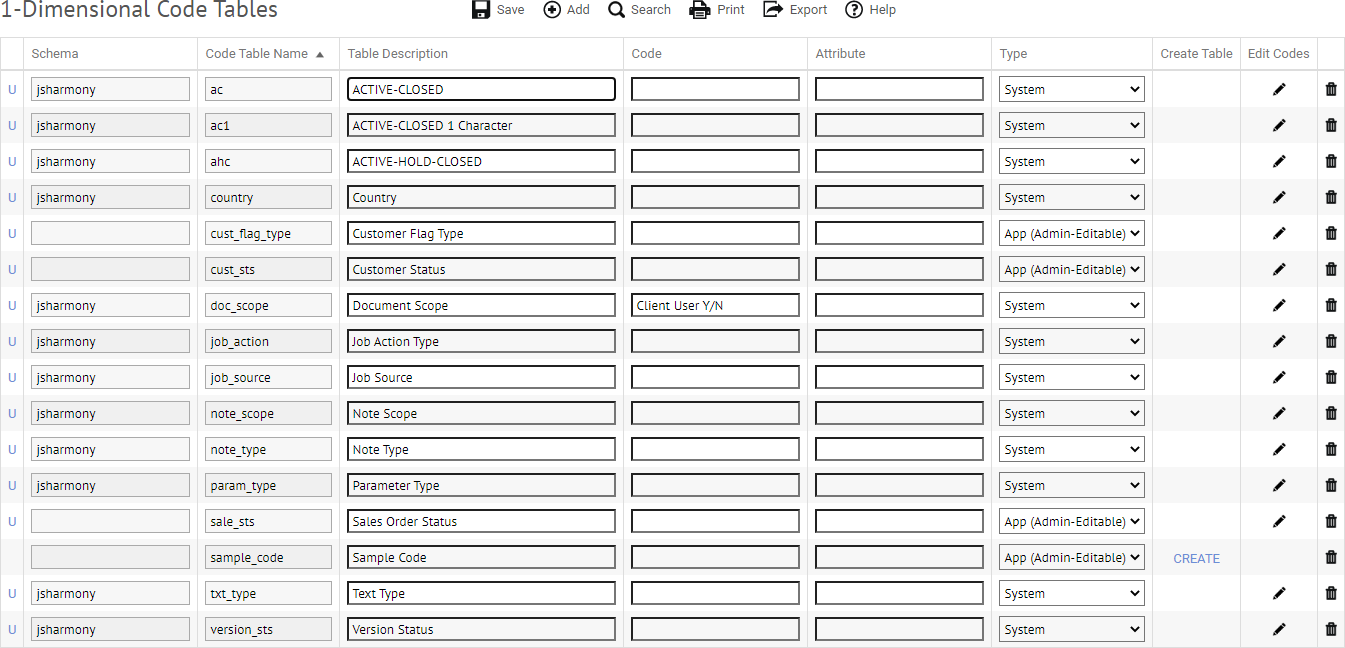 1-Dimensional Code Tables Save Add Search Print Export Help
Schema Code Table Name ▲ Table Description Code Attribute Type Create Table Edit Codes
U jsharmony ac ACTIVE-CLOSED System
U jsharmony ac1 ACTIVE-CLOSED 1 Character System
U jsharmony ahc ACTIVE-HOLD-CLOSED System
U jsharmony country Country System
U cust_flag_type Customer Flag Type App (Admin-Editable)
U cust_sts Customer Status App (Admin-Editable)
U jsharmony doc_scope Document Scope Client User Y/N System
U jsharmony job_action Job Action Type System
U jsharmony job_source Job Source System
U jsharmony note_scope Note Scope System
U jsharmony note_type Note Type System
U jsharmony param_type Parameter Type System
U sale_sts Sales Order Status App (Admin-Editable)
sample_code Sample Code App (Admin-Editable) CREATE
U jsharmony txt_type Text Type System
U jsharmony version_sts Version Status System